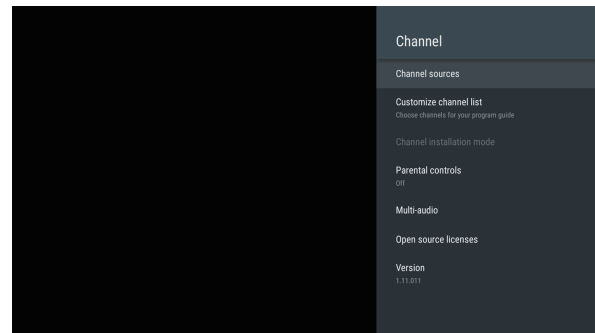 Channel
Channel sources
Customize channel list
Choose channels for your program guide
Channel installation mode
Parental controls
Off
Multi-audio
Open source licenses
Version
1.11.011